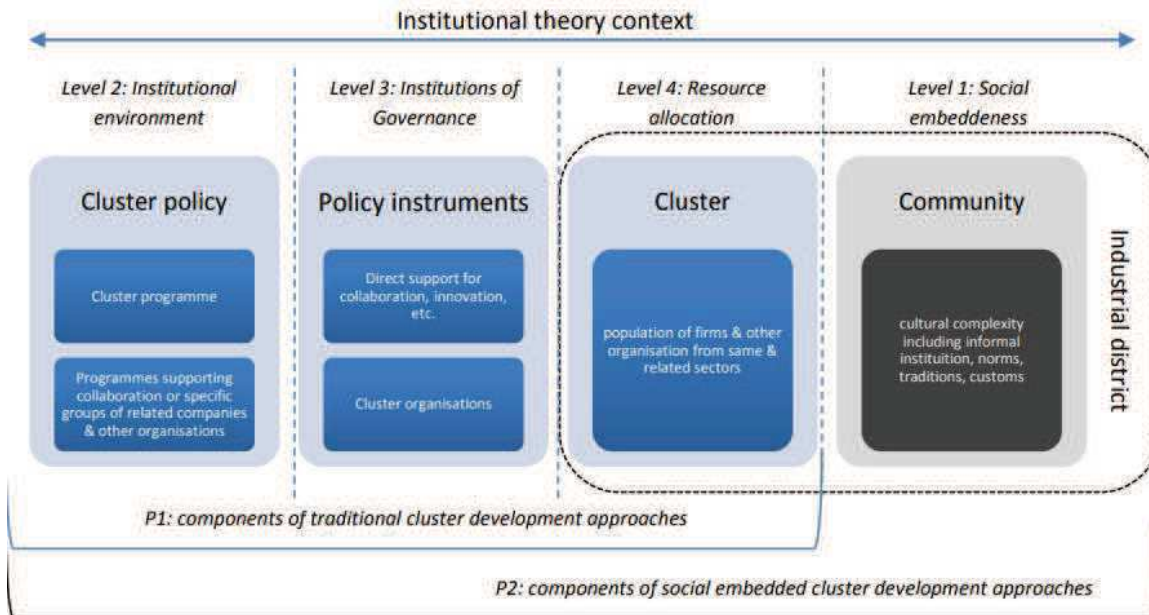 Institutional theory context
Level 2: Institutional
environment
Level 3: Institutions of
Governance
Level 4: Resource
allocation
Level 1: Social
embeddeness
Cluster policy
Cluster programme
Programmes supporting
collaboration or specific
groups of related companies
& other organisations
Policy instruments
Direct support for
collaboration, innovation,
etc.
Cluster organisations
Cluster
population of firms & other
organisation from same &
related sectors
Community
cultural complexity
including informal
instituition, norms,
traditions, customs
Industrial district
P1: components of traditional cluster development approaches
P2: components of social embedded cluster development approaches